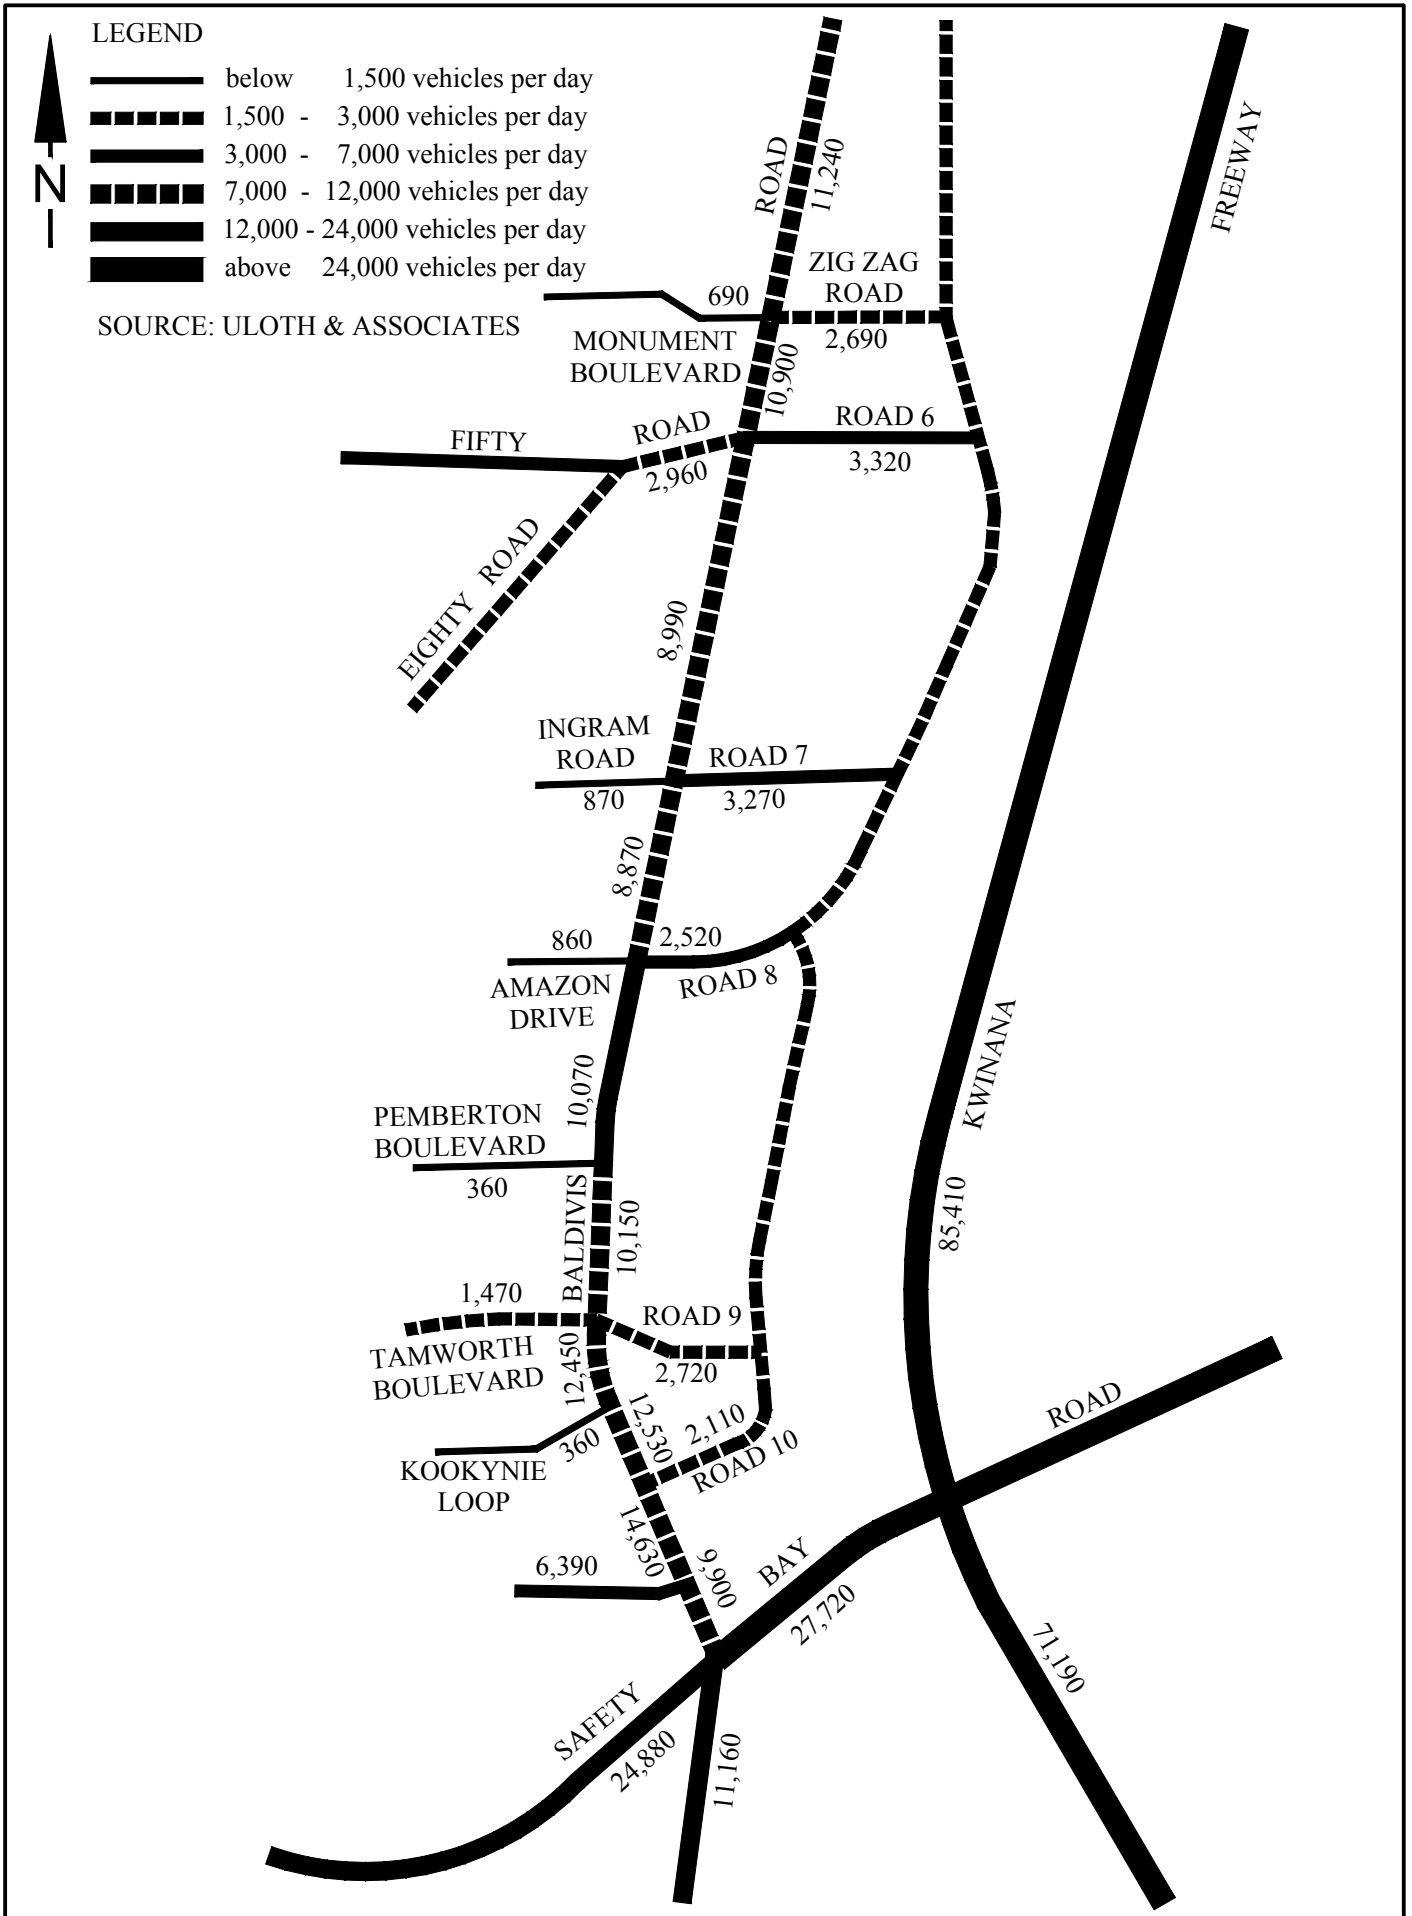 LEGEND
below 1,500 vehicles per day
1,500 - 3,000 vehicles per day
3,000 - 7,000 vehicles per day
7,000 - 12,000 vehicles per day
12,000 - 24,000 vehicles per day
above 24,000 vehicles per day
SOURCE: ULOTH & ASSOCIATES
N
ROAD
11,240
FREEWAY
ZIG ZAG
ROAD
690
2,690
MONUMENT
BOULEVARD
10,900
FIFTY
ROAD
2,960
ROAD 6
3,320
EIGHTY ROAD
8,990
INGRAM
ROAD
870
ROAD 7
3,270
8,870
860
2,520
AMAZON
DRIVE
ROAD 8
10,070
KWINANA
PEMBERTON
BOULEVARD
360
BALDIVIS
10,150
85,410
1,470
TAMWORTH
BOULEVARD
12,450
ROAD 9
2,720
12,530
2,110
ROAD 10
360
KOOKYNIE
LOOP
ROAD
14,630
6,390
9,900
BAY
27,720
71,190
SAFETY
24,880
11,160